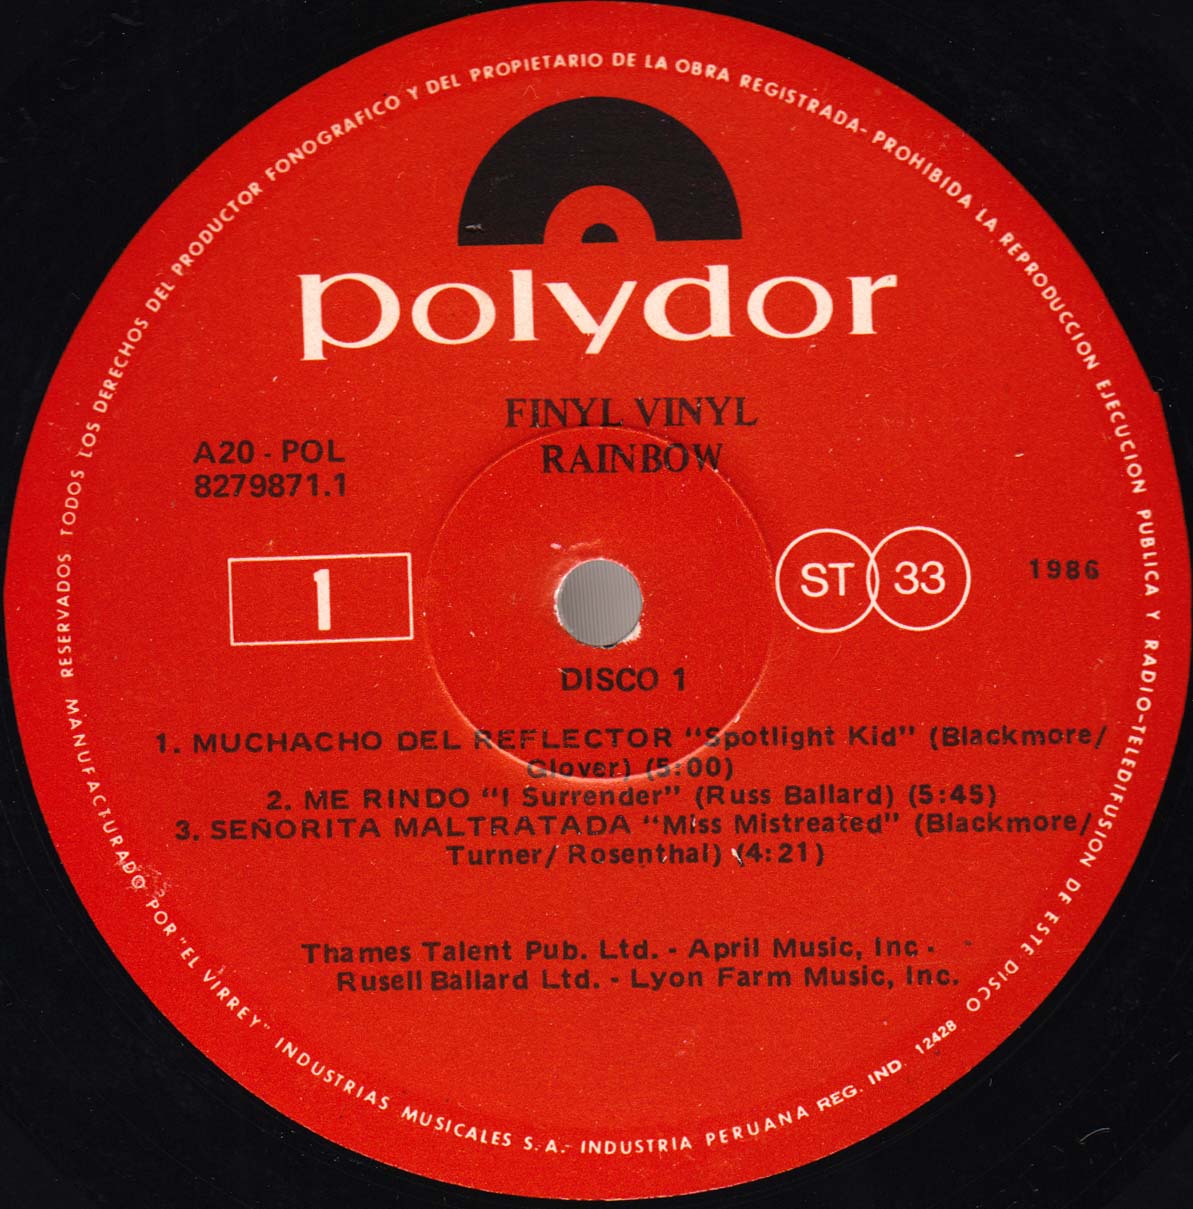 RESERVADOS TODOS LOS DERECHOS DEL PRODUCTOR FONOGRAFICO Y DEL PROPIETARIO DE LA OBRA REGISTRADA- PROHIBIDA LA REPRODUCCION EJECUCION PUBLICA Y RADIO-TELEDIFUSION DE ESTE DISCO
polydor
FINYL VINYL
RAINBOW
A20 - POL
8279871.1
1
ST 33
1986
DISCO 1
1. MUCHACHO DEL REFLECTOR "Spotlight Kid" (Blackmore/
Glover) (5:00)
2. ME RINDO "I Surrender" (Russ Ballard) (5:45)
3. SEÑORITA MALTRATADA "Miss Mistreated" (Blackmore/
Turner/ Rosenthal) (4:21)
Thames Talent Pub. Ltd. - April Music, Inc -
Rusell Ballard Ltd. - Lyon Farm Music, Inc.
MANUFACTURADO POR "EL VIRREY" INDUSTRIAS MUSICALES S.A.- INDUSTRIA PERUANA REG. IND. 12428